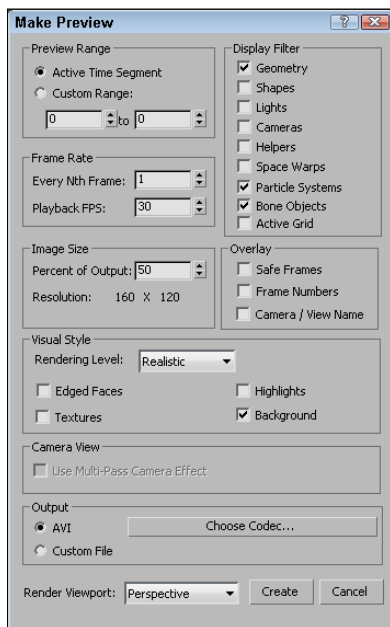 Make Preview
Preview Range
Active Time Segment
Custom Range:
0 to 0
Frame Rate
Every Nth Frame: 1
Playback FPS: 30
Image Size
Percent of Output: 50
Resolution: 160 X 120
Display Filter
Geometry
Shapes
Lights
Cameras
Helpers
Space Warps
Particle Systems
Bone Objects
Active Grid
Overlay
Safe Frames
Frame Numbers
Camera / View Name
Visual Style
Rendering Level: Realistic
Edged Faces
Highlights
Textures
Background
Camera View
Use Multi-Pass Camera Effect
Output
AVI
Choose Codec...
Custom File
Render Viewport: Perspective
Create
Cancel